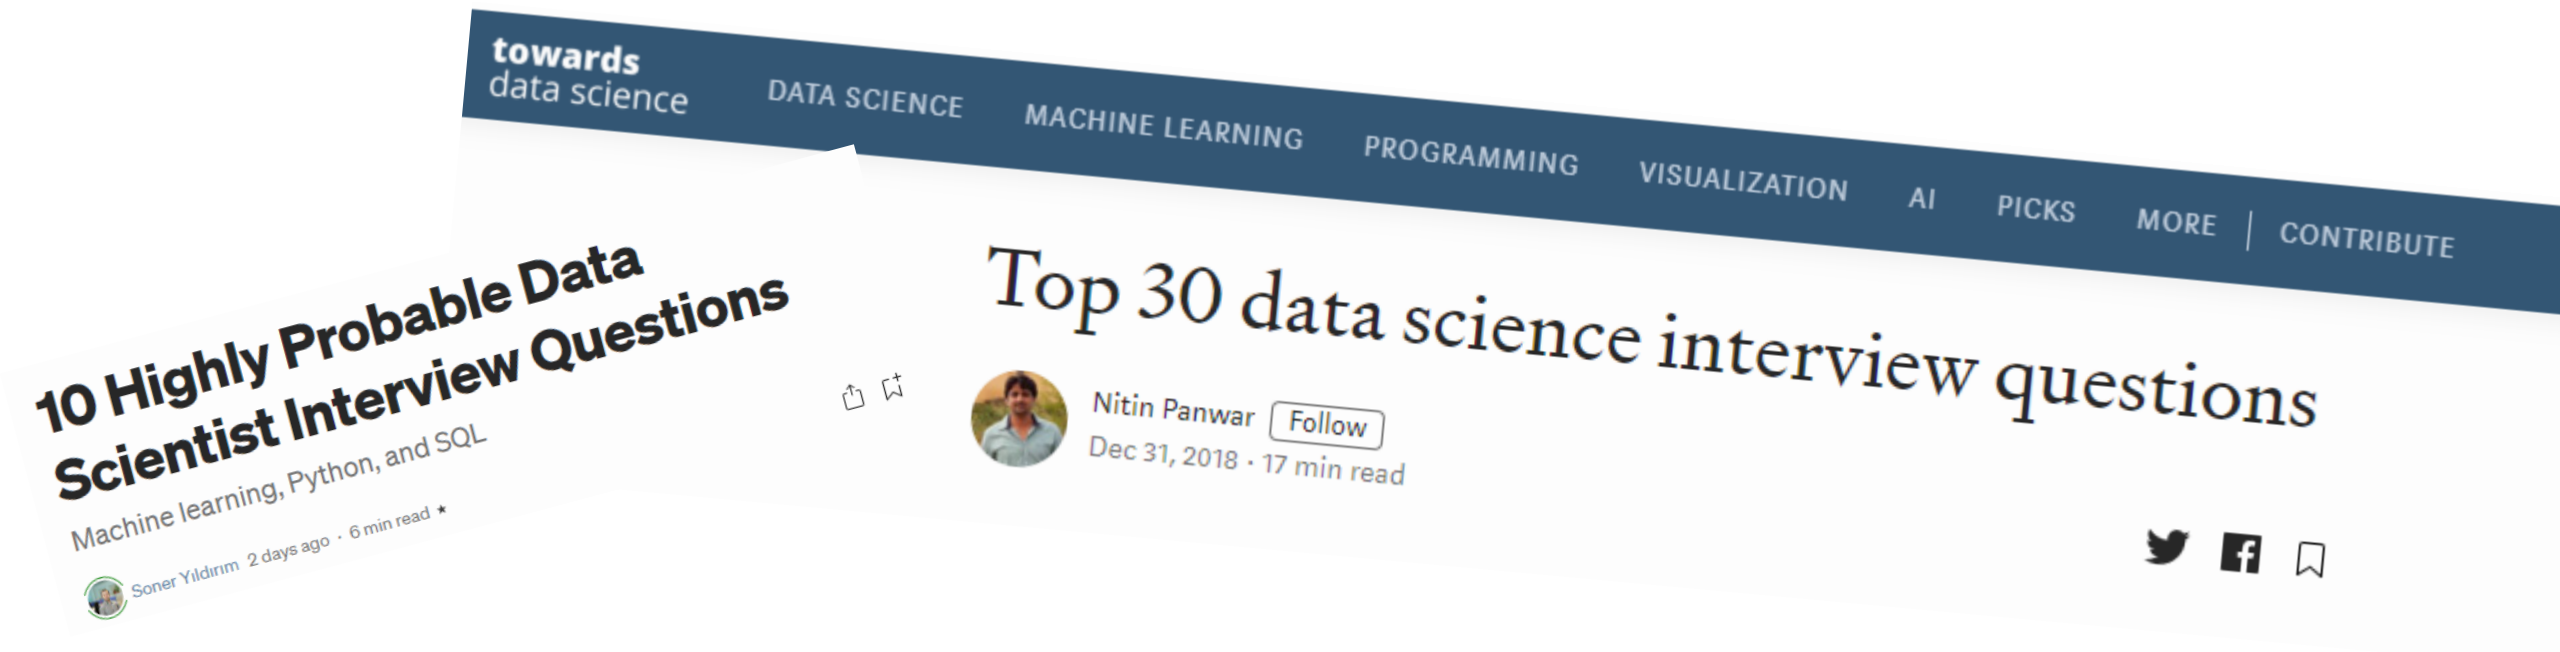 towards
data science
DATA SCIENCE MACHINE LEARNING PROGRAMMING VISUALIZATION AI PICKS MORE | CONTRIBUTE
10 Highly Probable Data
Scientist Interview Questions
Machine learning, Python, and SQL
Soner Yıldırım 2 days ago · 6 min read ★
Top 30 data science interview questions
Nitin Panwar Follow
Dec 31, 2018 · 17 min read